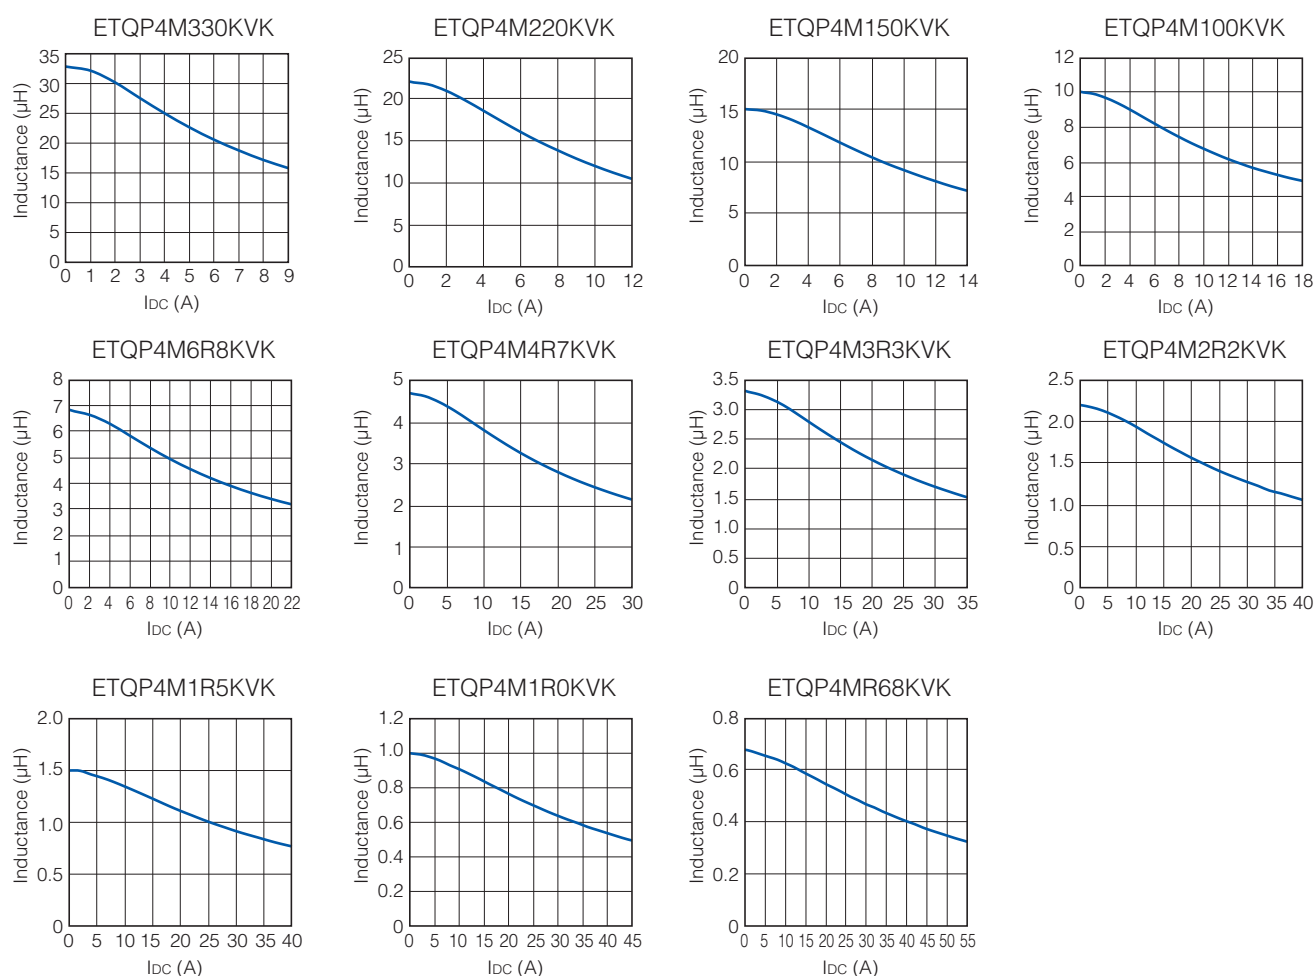 ETQP4M330KVK
35
30
25
20
15
10
5
0
Inductance (μH)
0 1 2 3 4 5 6 7 8 9
IDC (A)
ETQP4M220KVK
25
20
15
10
5
0
Inductance (μH)
0 2 4 6 8 10 12
IDC (A)
ETQP4M150KVK
20
15
10
5
0
Inductance (μH)
0 2 4 6 8 10 12 14
IDC (A)
ETQP4M100KVK
12
10
8
6
4
2
0
Inductance (μH)
0 2 4 6 8 10 12 14 16 18
IDC (A)
ETQP4M6R8KVK
8
7
6
5
4
3
2
1
0
Inductance (μH)
0 2 4 6 8 10 12 14 16 18 20 22
IDC (A)
ETQP4M4R7KVK
5
4
3
2
1
0
Inductance (μH)
0 5 10 15 20 25 30
IDC (A)
ETQP4M3R3KVK
3.5
3.0
2.5
2.0
1.5
1.0
0.5
0
Inductance (μH)
0 5 10 15 20 25 30 35
IDC (A)
ETQP4M2R2KVK
2.5
2.0
1.5
1.0
0.5
0
Inductance (μH)
0 5 10 15 20 25 30 35 40
IDC (A)
ETQP4M1R5KVK
2.0
1.5
1.0
0.5
0
Inductance (μH)
0 5 10 15 20 25 30 35 40
IDC (A)
ETQP4M1R0KVK
1.2
1.0
0.8
0.6
0.4
0.2
0
Inductance (μH)
0 5 10 15 20 25 30 35 40 45
IDC (A)
ETQP4MR68KVK
0.8
0.6
0.4
0.2
0
Inductance (μH)
0 5 10 15 20 25 30 35 40 45 50 55
IDC (A)